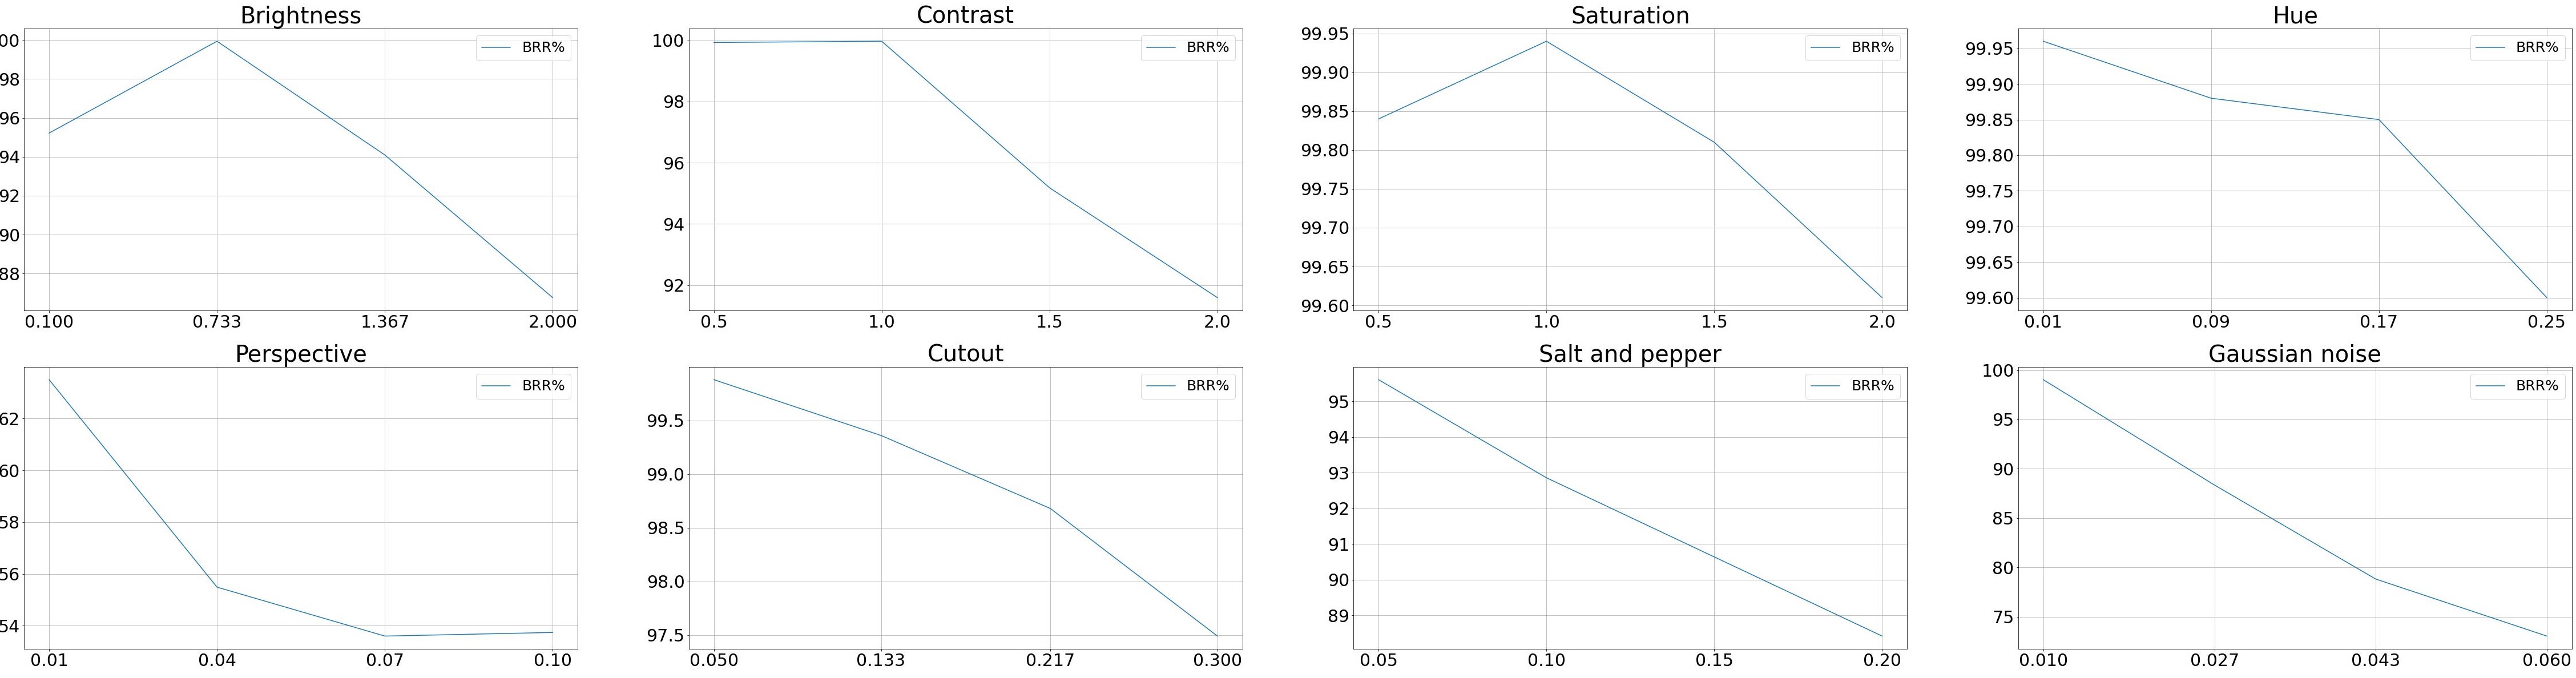 Brightness
00
98
96
94
92
90
88
0.100 0.733 1.367 2.000
BRR%
Contrast
100
98
96
94
92
0.5 1.0 1.5 2.0
BRR%
Saturation
99.95
99.90
99.85
99.80
99.75
99.70
99.65
99.60
0.5 1.0 1.5 2.0
BRR%
Hue
99.95
99.90
99.85
99.80
99.75
99.70
99.65
99.60
0.01 0.09 0.17 0.25
BRR%
Perspective
62
60
58
56
54
0.01 0.04 0.07 0.10
BRR%
Cutout
99.5
99.0
98.5
98.0
97.5
0.050 0.133 0.217 0.300
BRR%
Salt and pepper
95
94
93
92
91
90
89
0.05 0.10 0.15 0.20
BRR%
Gaussian noise
100
95
90
85
80
75
0.010 0.027 0.043 0.060
BRR%